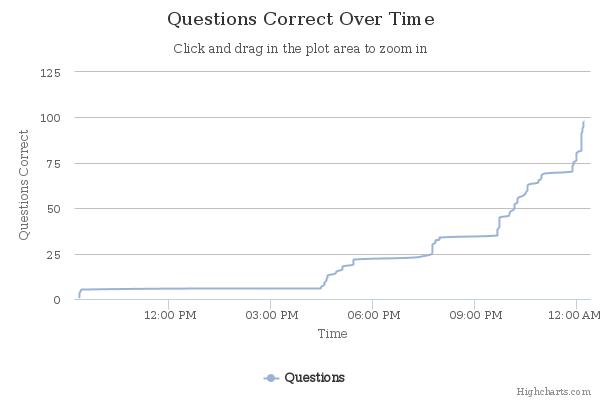 Questions Correct Over Time
Click and drag in the plot area to zoom in
Questions Correct
125
100
75
50
25
0
12:00 PM
03:00 PM
06:00 PM
09:00 PM
12:00 AM
Time
Questions
Highcharts.com